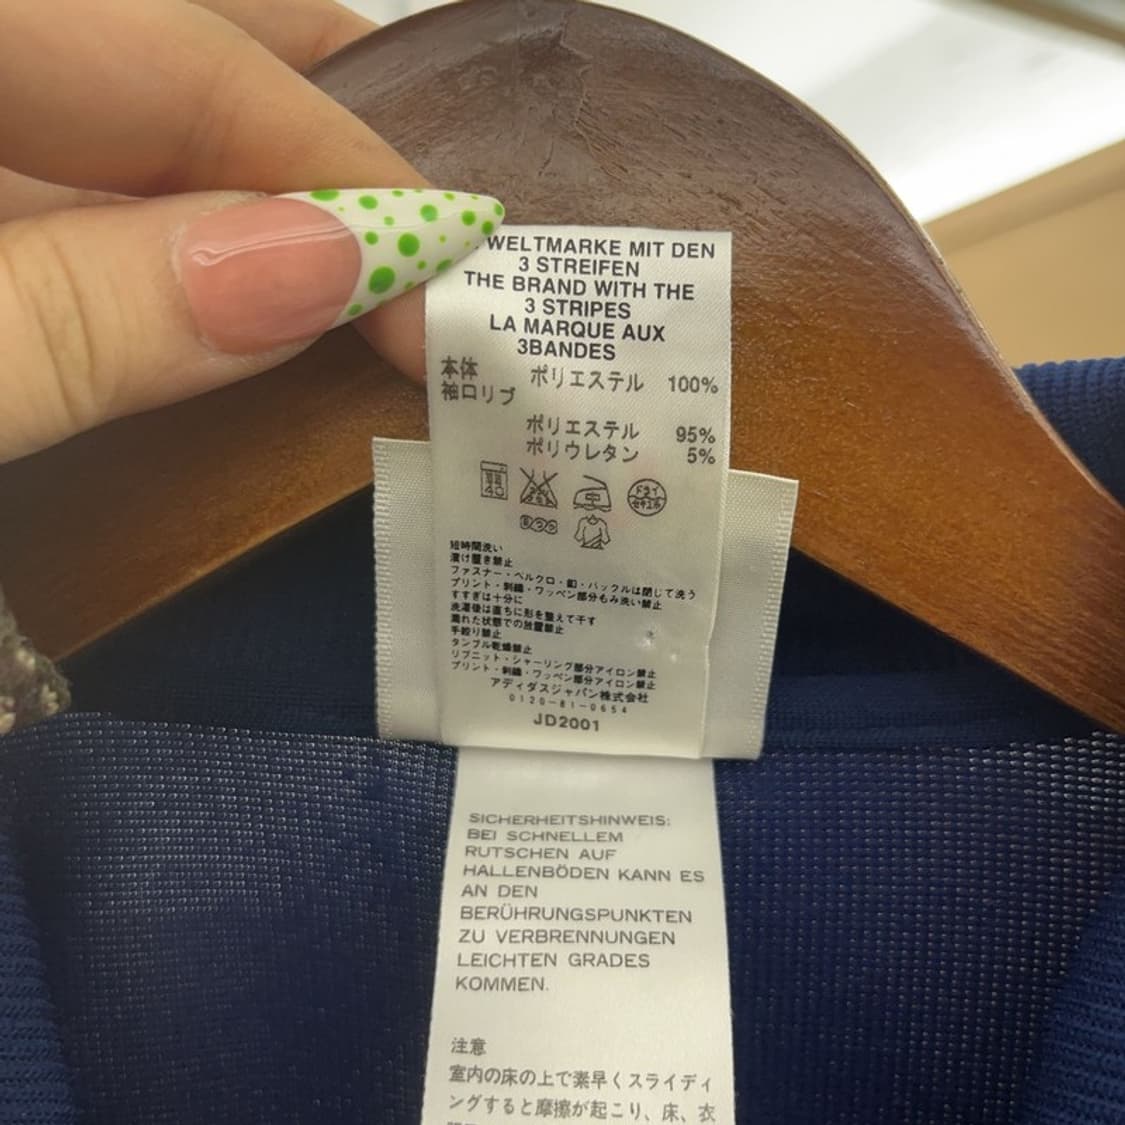 WELTMARKE MIT DEN
3 STREIFEN
THE BRAND WITH THE
3 STRIPES
LA MARQUE AUX
3BANDES
本体 ポリエステル 100%
袖口リブ
ポリエステル 95%
ポリウレタン 5%
40
ドライ
セキユ系
短時間洗い
漬け置き禁止
ファスナー・ベルクロ・釦・バックルは閉じて洗う
プリント・刺繍・ワッペン部分もみ洗い禁止
すすぎは十分に
洗濯後は直ちに形を整えて干す
濡れた状態での放置禁止
手絞り禁止
タンブル乾燥禁止
リブニット・シャーリング部分アイロン禁止
プリント・刺繍・ワッペン部分アイロン禁止
アディダスジャパン株式会社
0120-81-0654
JD2001
SICHERHEITSHINWEIS:
BEI SCHNELLEM
RUTSCHEN AUF
HALLENBÖDEN KANN ES
AN DEN
BERÜHRUNGSPUNKTEN
ZU VERBRENNUNGEN
LEICHTEN GRADES
KOMMEN.
注意
室内の床の上で素早くスライディ
ングすると摩擦が起こり、床、衣